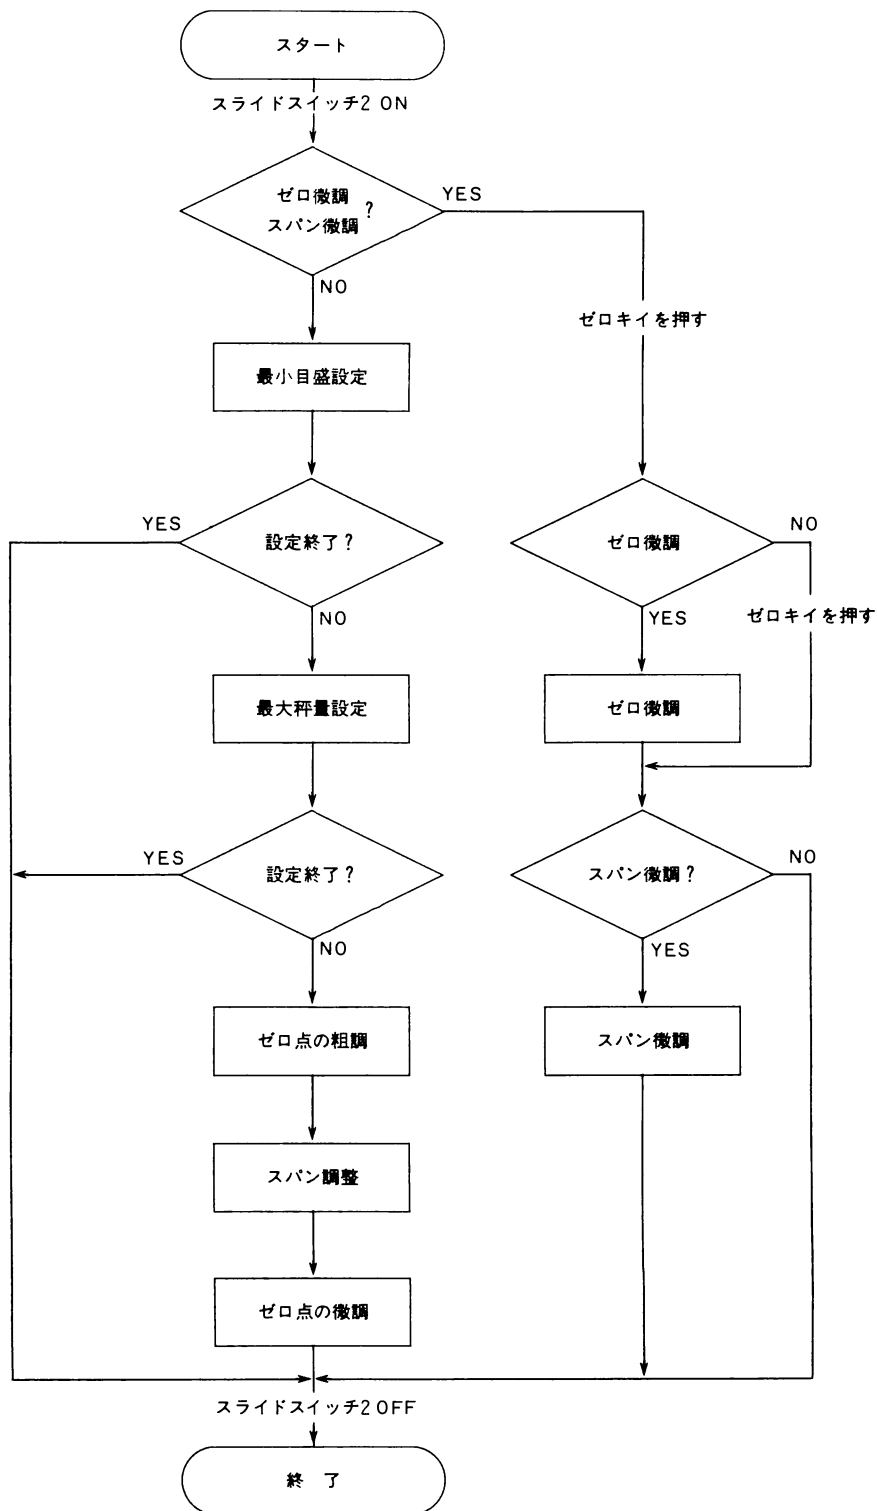 スタート
スライドスイッチ2 ON
ゼロ微調
スパン微調 ?
YES
NO
ゼロキイを押す
最小目盛設定
YES
設定終了?
NO
ゼロ微調
NO
YES
ゼロキイを押す
最大秤量設定
ゼロ微調
YES
設定終了?
NO
スパン微調?
NO
YES
ゼロ点の粗調
スパン微調
スパン調整
ゼロ点の微調
スライドスイッチ2 OFF
終 了